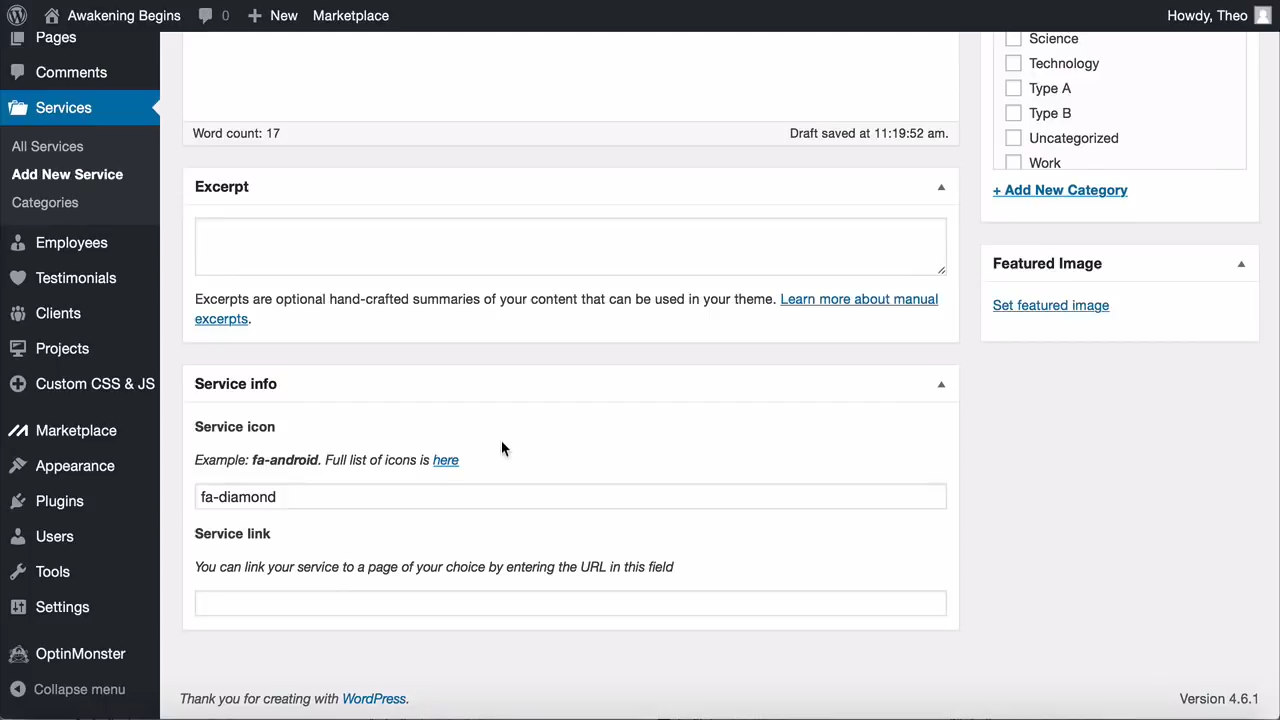 Awakening Begins
0
New
Marketplace
Howdy, Theo
Pages
Comments
Services
All Services
Add New Service
Categories
Employees
Testimonials
Clients
Projects
Custom CSS & JS
Marketplace
Appearance
Plugins
Users
Tools
Settings
OptinMonster
Collapse menu
Word count: 17
Draft saved at 11:19:52 am.
Excerpt
Excerpts are optional hand-crafted summaries of your content that can be used in your theme. Learn more about manual
excerpts.
Service info
Service icon
Example: fa-android. Full list of icons is here
fa-diamond
Service link
You can link your service to a page of your choice by entering the URL in this field
Science
Technology
Type A
Type B
Uncategorized
Work
+ Add New Category
Featured Image
Set featured image
Thank you for creating with WordPress.
Version 4.6.1